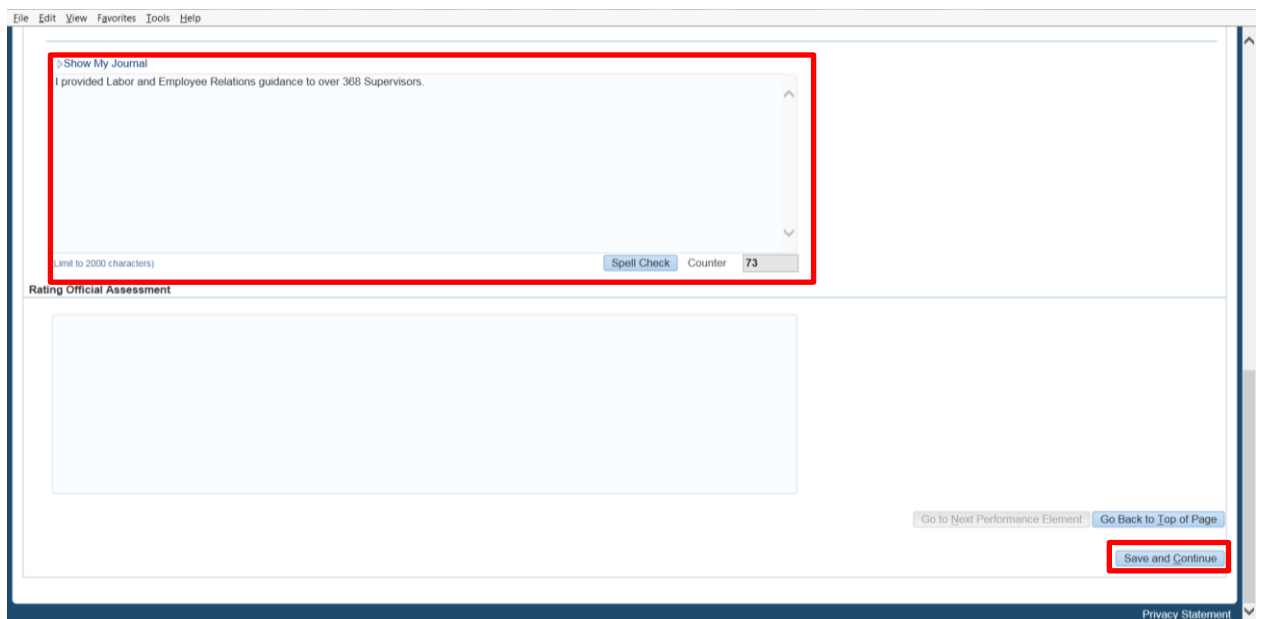 File Edit View Favorites Tools Help
Show My Journal
I provided Labor and Employee Relations guidance to over 368 Supervisors.
Limit to 2000 characters)
Spell Check Counter 73
Rating Official Assessment
Go to Next Performance Element Go Back to Top of Page
Save and Continue
Privacy Statement